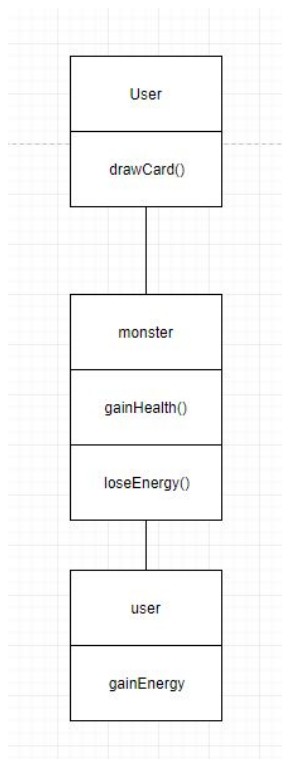 User
drawCard()
monster
gainHealth()
loseEnergy()
user
gainEnergy